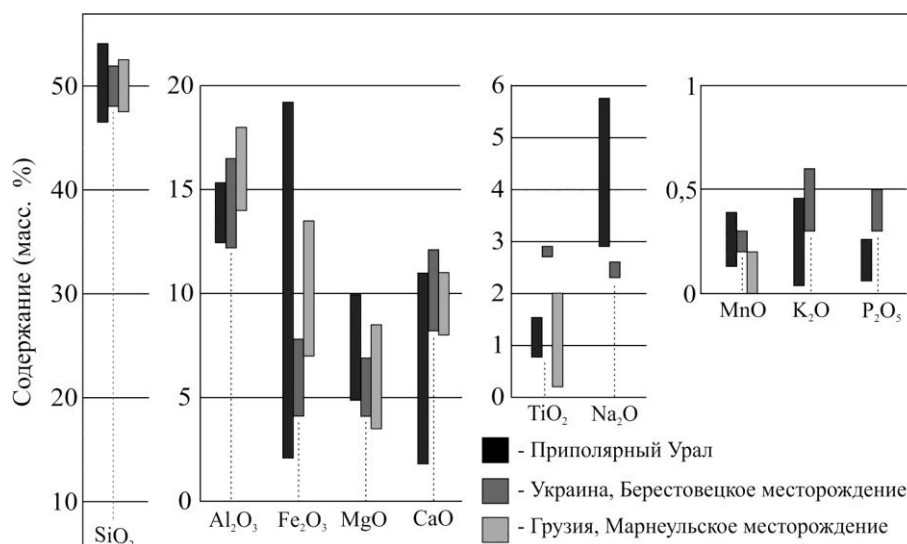 Содержание (масс. %)
50
40
30
20
10
SiO₂
20
15
10
5
0
Al₂O₃ Fe₂O₃ MgO CaO
6
5
4
3
2
1
0
TiO₂ Na₂O
1
0,5
0
MnO K₂O P₂O₅
- Приполярный Урал
- Украина, Берестовецкое месторождение
- Грузия, Марнеульское месторождение